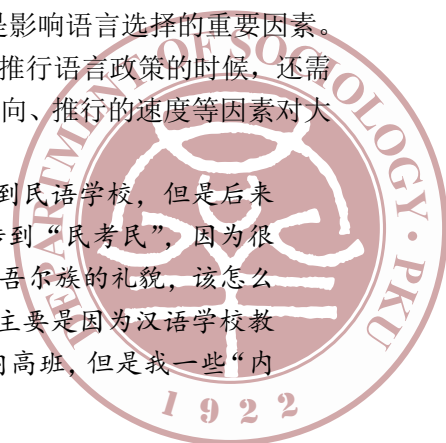 是影响语言选择的重要因素。
推行语言政策的时候，还需
向、推行的速度等因素对大
到民语学校，但是后来
到“民考民”，因为很
吾尔族的礼貌，该怎么
主要是因为汉语学校教
内高班，但是我一些“内
DEPARTMENT OF SOCIOLOGY · PKU
1922